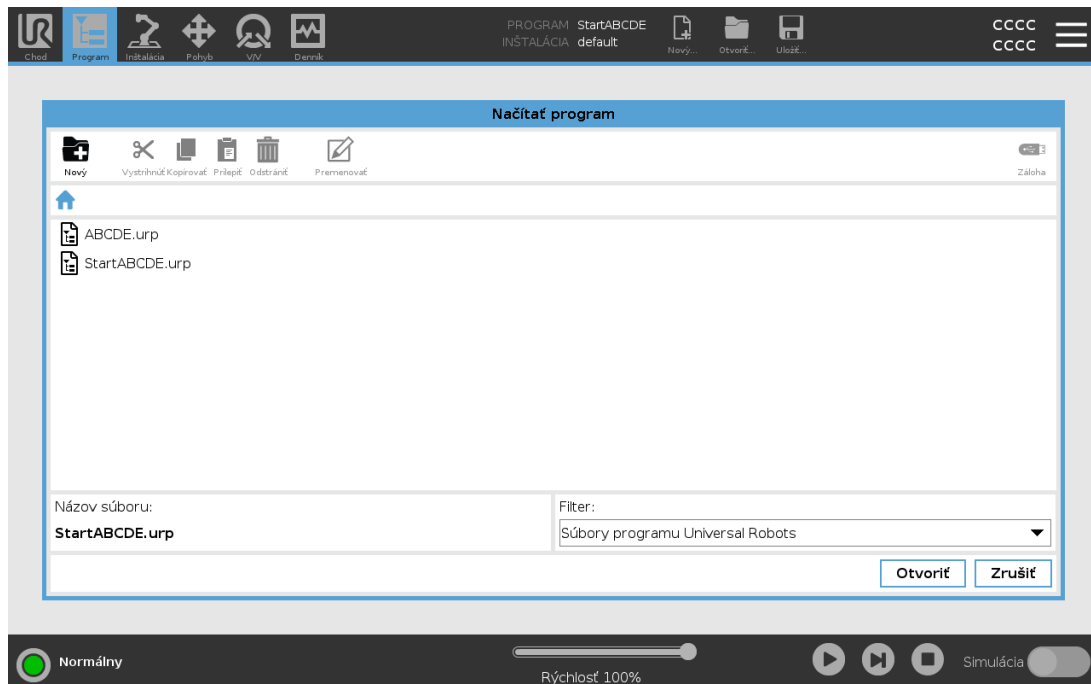 PROGRAM StartABCDE
INŠTALÁCIA default
CCCC
CCCC
Chod Program Inštalácia Pohyb V/V Dennik Nový... Otvoriť... Uložiť...
Načítať program
Nový Vystrihnúť Kopírovať Prilepiť Odstrániť Premenovať Záloha
ABCDE.urp
StartABCDE.urp
Názov súboru: Filter:
StartABCDE.urp Súbory programu Universal Robots
Otvoriť Zrušiť
Normálny
Rýchlosť 100%
Simulácia